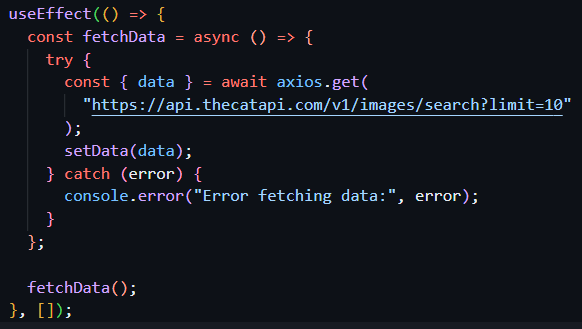 useEffect(() => {
  const fetchData = async () => {
    try {
      const { data } = await axios.get(
        "https://api.thecatapi.com/v1/images/search?limit=10"
      );
      setData(data);
    } catch (error) {
      console.error("Error fetching data:", error);
    }
  };

  fetchData();
}, []);